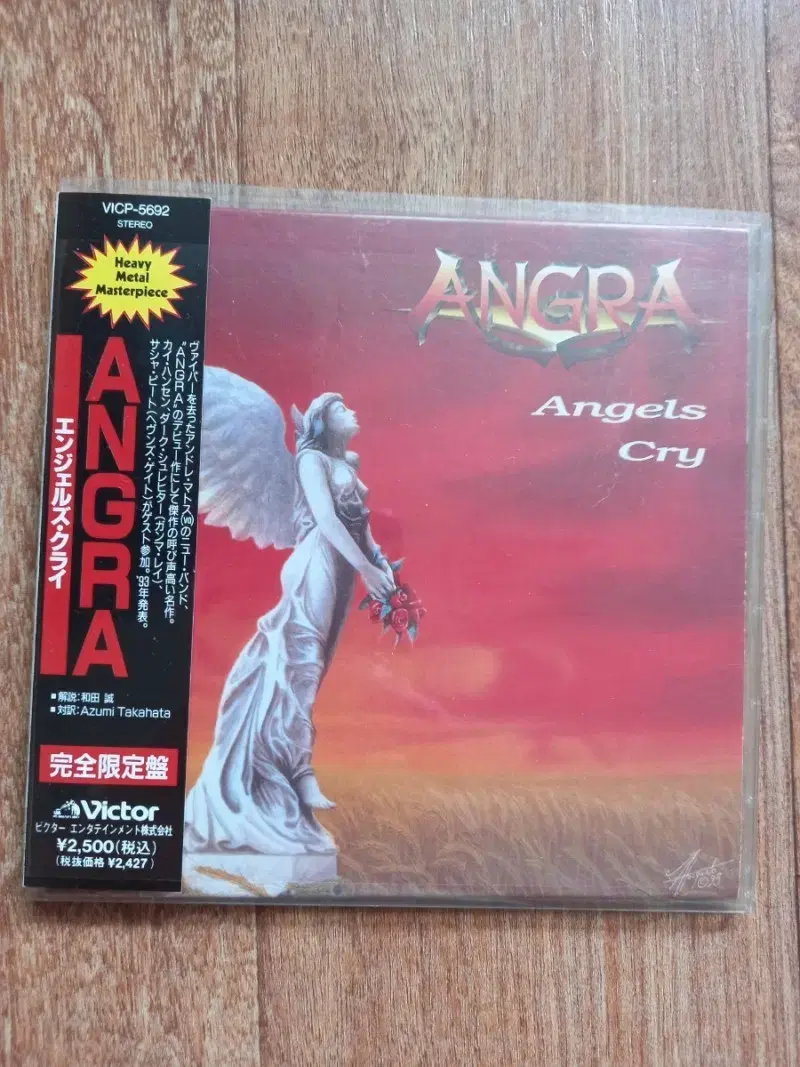 VICP-5692
STEREO
Heavy
Metal
Masterpiece
ANGRA
エンジェルズ・クライ
ヴァイパーを去ったアンドレ・マトス(VO)のニュー・バンド、
"ANGRA"のデビュー作にして傑作の呼び声高い名作。
カイ・ハンセン、ダーク・シュレヒター(ガンマ・レイ)、
サシャ・ピート(ヘヴンズ・ゲイト)がゲスト参加。'93年発表。
■解説:和田 誠
■対訳:Azumi Takahata
完全限定盤
Victor
ビクター エンタテインメント株式会社
¥2,500(税込)
(税抜価格 ¥2,427)
ANGRA
Angels
Cry